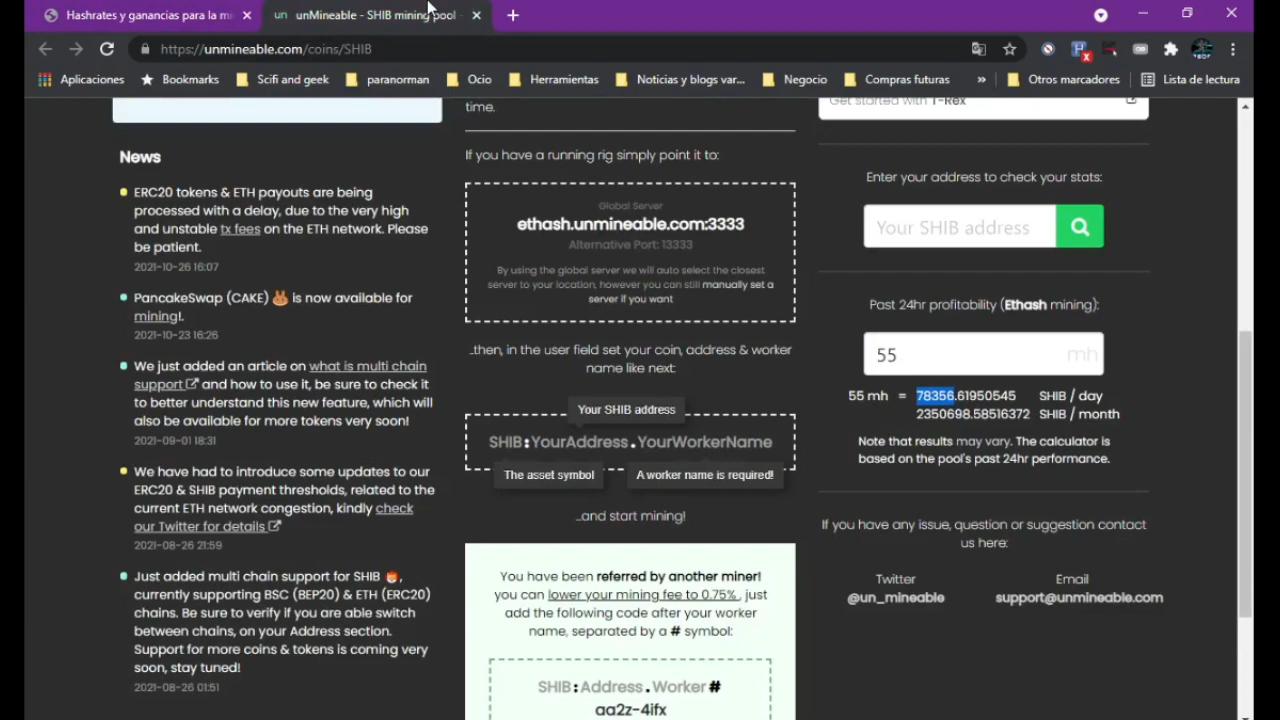 Hashrates y ganancias para la mi
un unMineable - SHIB mining pool
https://unmineable.com/coins/SHIB
Aplicaciones
Bookmarks
Scifi and geek
paranorman
Ocio
Herramientas
Noticias y blogs var...
Negocio
Compras futuras
»
Otros marcadores
Lista de lectura
News
ERC20 tokens & ETH payouts are being
processed with a delay, due to the very high
and unstable tx fees on the ETH network. Please
be patient.
2021-10-26 16:07
PancakeSwap (CAKE) 🐰 is now available for
mining!.
2021-10-23 16:26
We just added an article on what is multi chain
support and how to use it, be sure to check it
to better understand this new feature, which will
also be available for more tokens very soon!
2021-09-01 18:31
We have had to introduce some updates to our
ERC20 & SHIB payment thresholds, related to the
current ETH network congestion, kindly check
our Twitter for details
2021-08-26 21:59
Just added multi chain support for SHIB ,
currently supporting BSC (BEP20) & ETH (ERC20)
chains. Be sure to verify if you are able switch
between chains, on your Address section.
Support for more coins & tokens is coming very
soon, stay tuned!
2021-08-26 01:51
time.
If you have a running rig simply point it to:
Global Server
ethash.unmineable.com:3333
Alternative Port: 13333
By using the global server we will auto select the closest
server to your location, however you can still manually set a
server if you want
..then, in the user field set your coin, address & worker
name like next:
Your SHIB address
SHIB:YourAddress.YourWorkerName
The asset symbol
A worker name is required!
..and start mining!
You have been referred by another miner!
you can lower your mining fee to 0.75% , just
add the following code after your worker
name, separated by a # symbol:
SHIB:Address.Worker#
aa2z-4ifx
Get started with T-Rex
Enter your address to check your stats:
Your SHIB address
Past 24hr profitability (Ethash mining):
55 mh
55 mh = 78356.61950545 SHIB / day
2350698.58516372 SHIB / month
Note that results may vary. The calculator is
based on the pool's past 24hr performance.
If you have any issue, question or suggestion contact
us here:
Twitter
@un_mineable
Email
support@unmineable.com